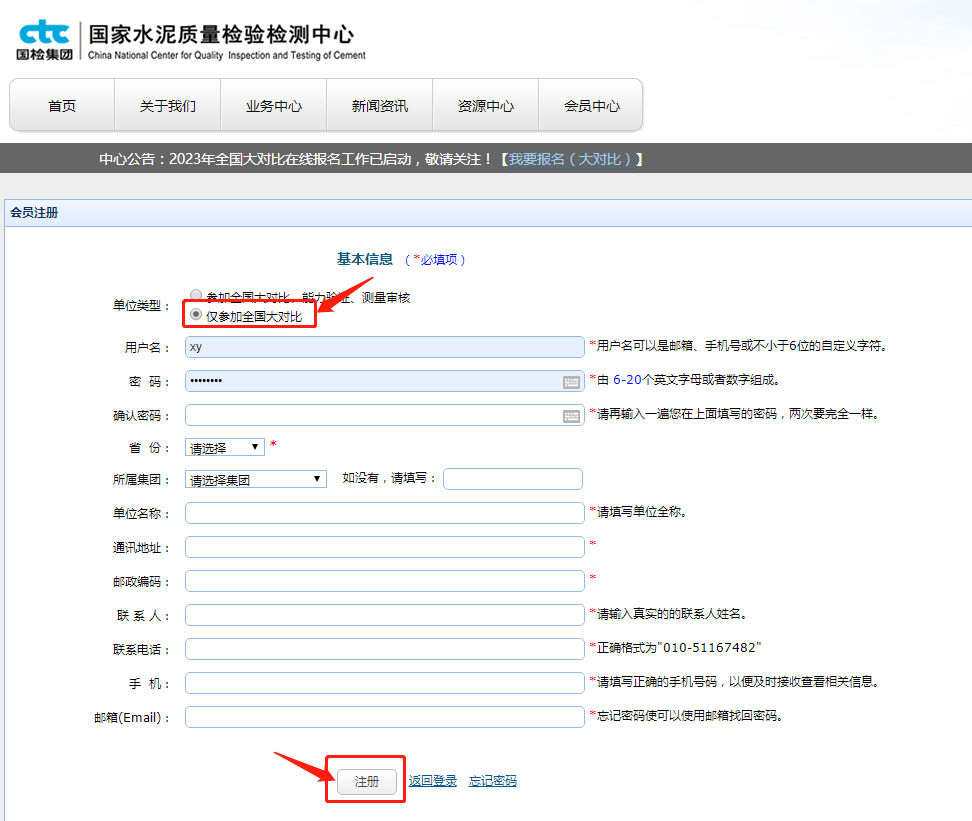 ctc
国检集团
国家水泥质量检验检测中心
China National Center for Quality Inspection and Testing of Cement
首页 关于我们 业务中心 新闻资讯 资源中心 会员中心
中心公告：2023年全国大对比在线报名工作已启动，敬请关注！【我要报名（大对比）】
会员注册
基本信息 （*必填项）
单位类型： 参加全国大对比、能力验证、测量审核
仅参加全国大对比
用户名： xy *用户名可以是邮箱、手机号或不小于6位的自定义字符。
密 码： •••••••• *由 6-20个英文字母或者数字组成。
确认密码： *请再输入一遍您在上面填写的密码，两次要完全一样。
省 份： 请选择 *
所属集团： 请选择集团 如没有，请填写：
单位名称： *请填写单位全称。
通讯地址： *
邮政编码： *
联 系 人： *请输入真实的的联系人姓名。
联系电话： *正确格式为"010-51167482"
手 机： *请填写正确的手机号码，以便及时接收查看相关信息。
邮箱(Email)： *忘记密码使可以使用邮箱找回密码。
注册 返回登录 忘记密码